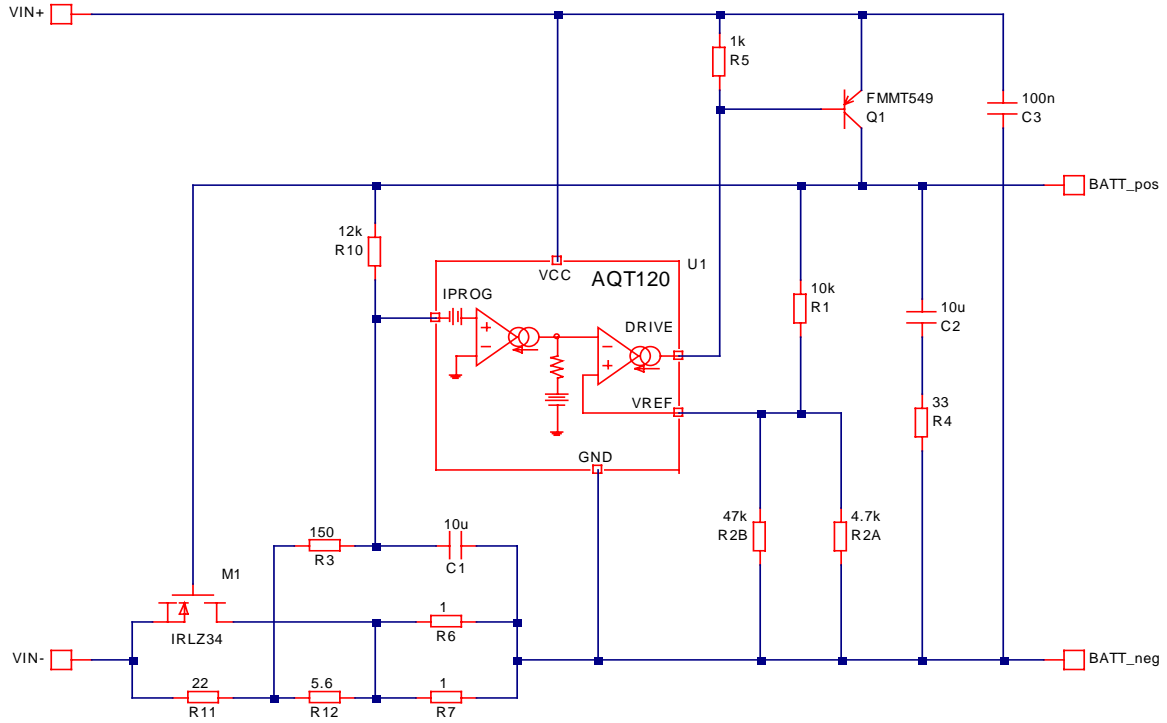 VIN+
1k
R5
FMMT549
Q1
100n
C3
BATT_pos
12k
R10
U1
VCC
AQT120
IPROG
+
−
DRIVE
−
+
VREF
GND
10k
R1
10u
C2
33
R4
47k
R2B
4.7k
R2A
150
R3
10u
C1
M1
IRLZ34
1
R6
VIN-
BATT_neg
22
R11
5.6
R12
1
R7